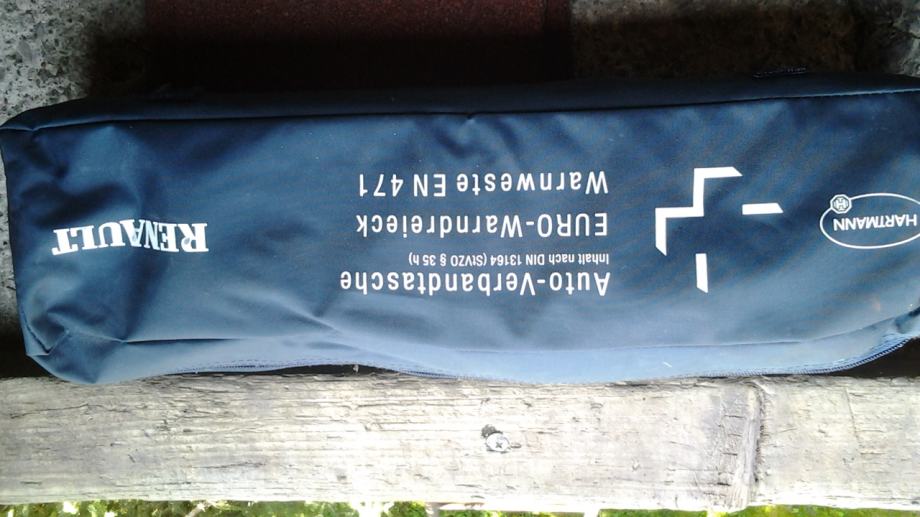 HARTMANN
Auto-Verbandtasche
Inhalt nach DIN 13164 (StVZO § 35 h)
EURO-Warndreieck
Warnweste EN 471
RENAULT